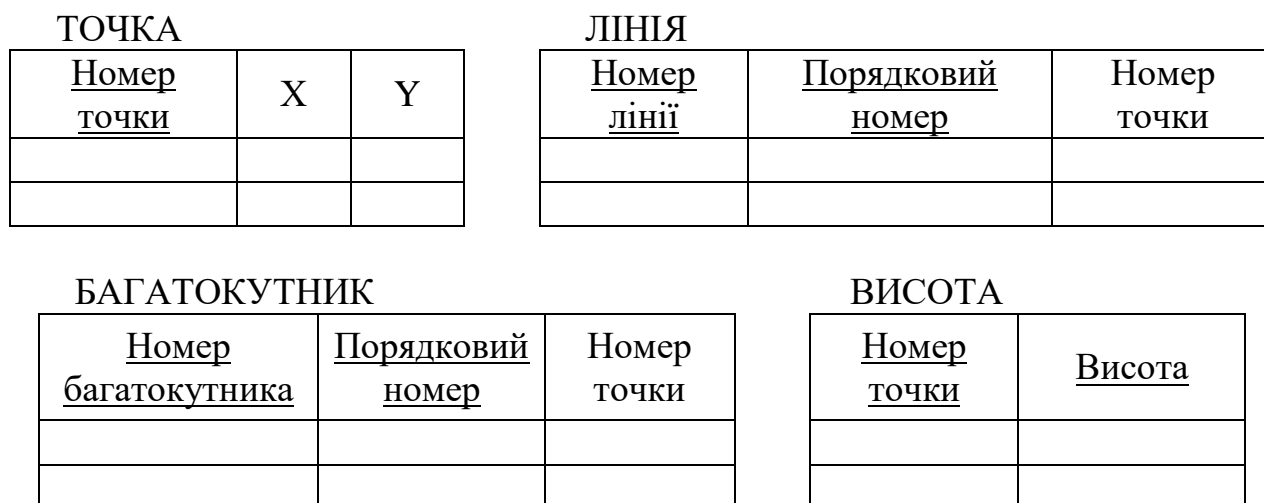 ТОЧКА
Номер точки X Y
ЛІНІЯ
Номер лінії Порядковий номер Номер точки
БАГАТОКУТНИК
Номер багатокутника Порядковий номер Номер точки
ВИСОТА
Номер точки Висота